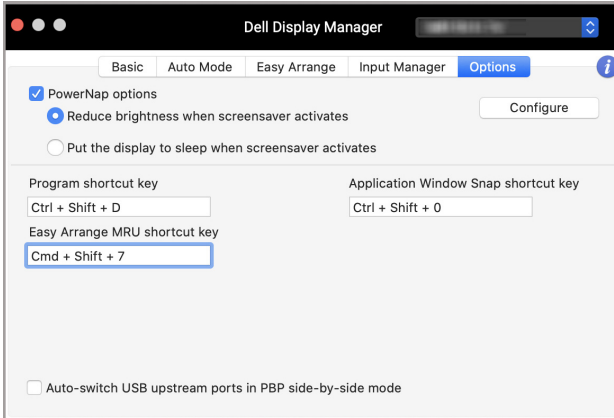 Dell Display Manager
Basic Auto Mode Easy Arrange Input Manager Options i
PowerNap options
Configure
Reduce brightness when screensaver activates
Put the display to sleep when screensaver activates
Program shortcut key Application Window Snap shortcut key
Ctrl + Shift + D Ctrl + Shift + 0
Easy Arrange MRU shortcut key
Cmd + Shift + 7
Auto-switch USB upstream ports in PBP side-by-side mode